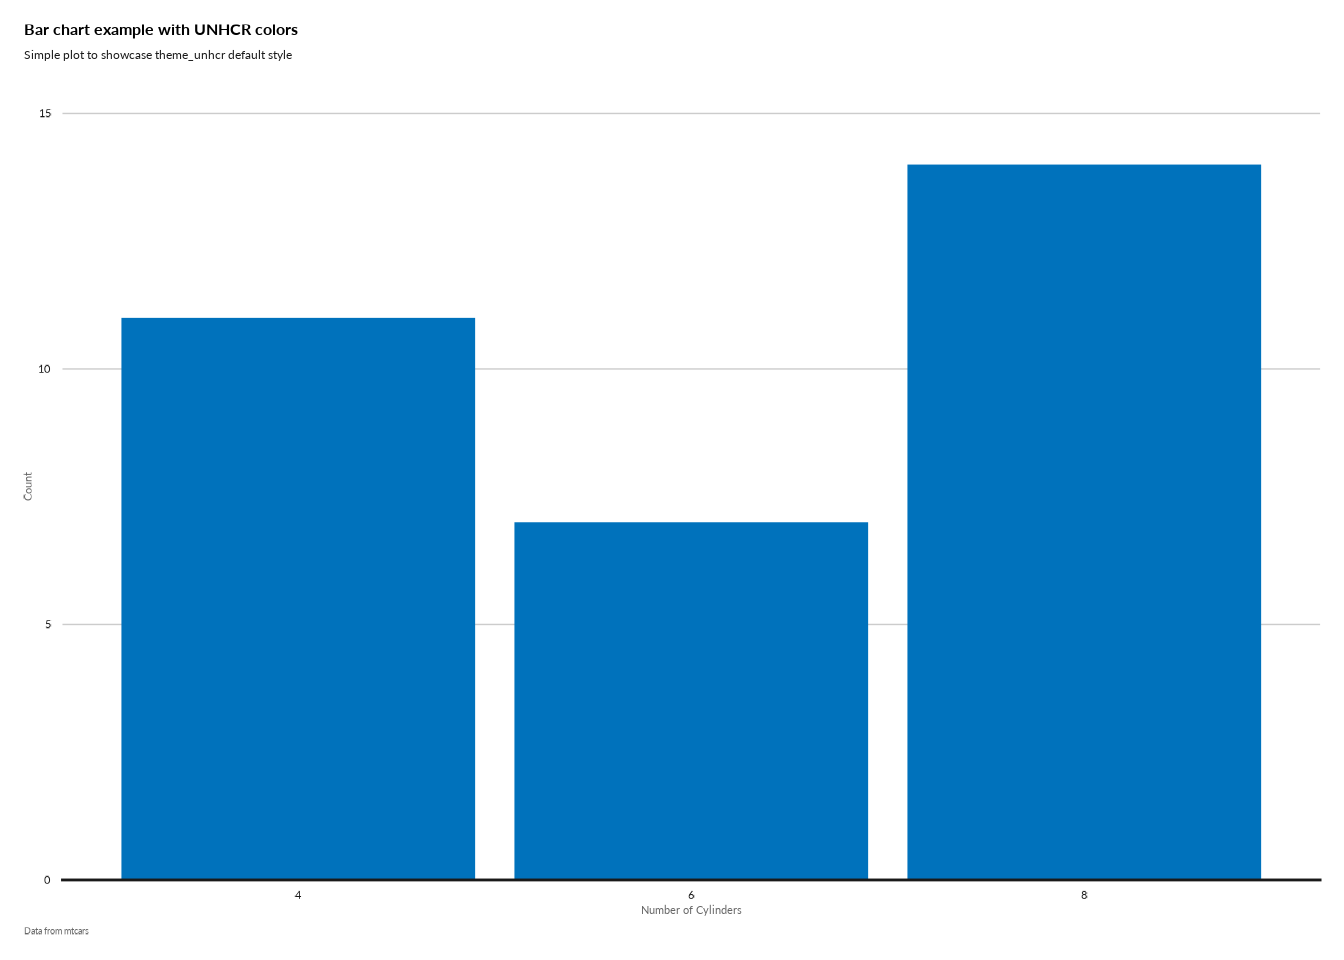 Bar chart example with UNHCR colors
Simple plot to showcase theme_unhcr default style
15
10
Count
5
0
4 6 8
Number of Cylinders
Data from mtcars